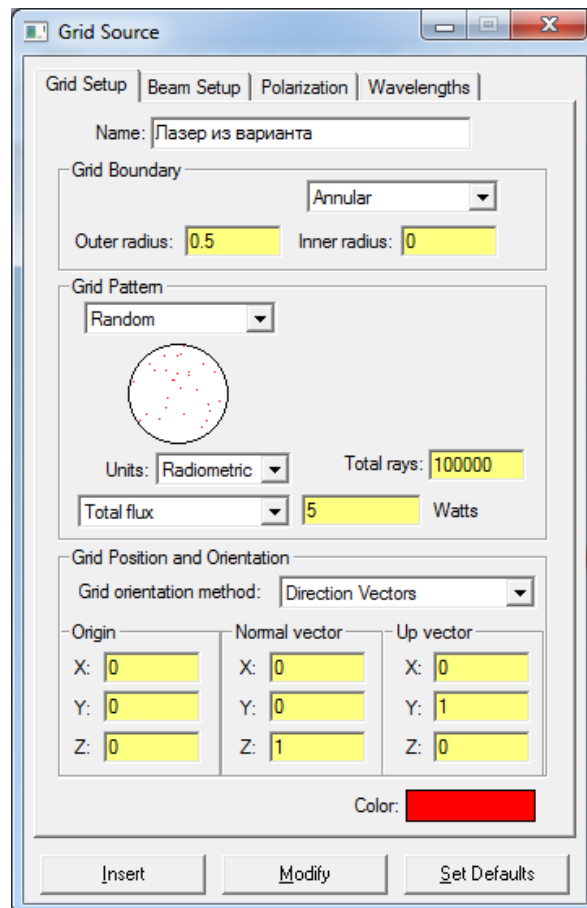 Grid Source
Grid Setup Beam Setup Polarization Wavelengths
Name: Лазер из варианта
Grid Boundary
Annular
Outer radius: 0.5 Inner radius: 0
Grid Pattern
Random
Units: Radiometric Total rays: 100000
Total flux 5 Watts
Grid Position and Orientation
Grid orientation method: Direction Vectors
Origin Normal vector Up vector
X: 0 X: 0 X: 0
Y: 0 Y: 0 Y: 1
Z: 0 Z: 1 Z: 0
Color:
Insert Modify Set Defaults